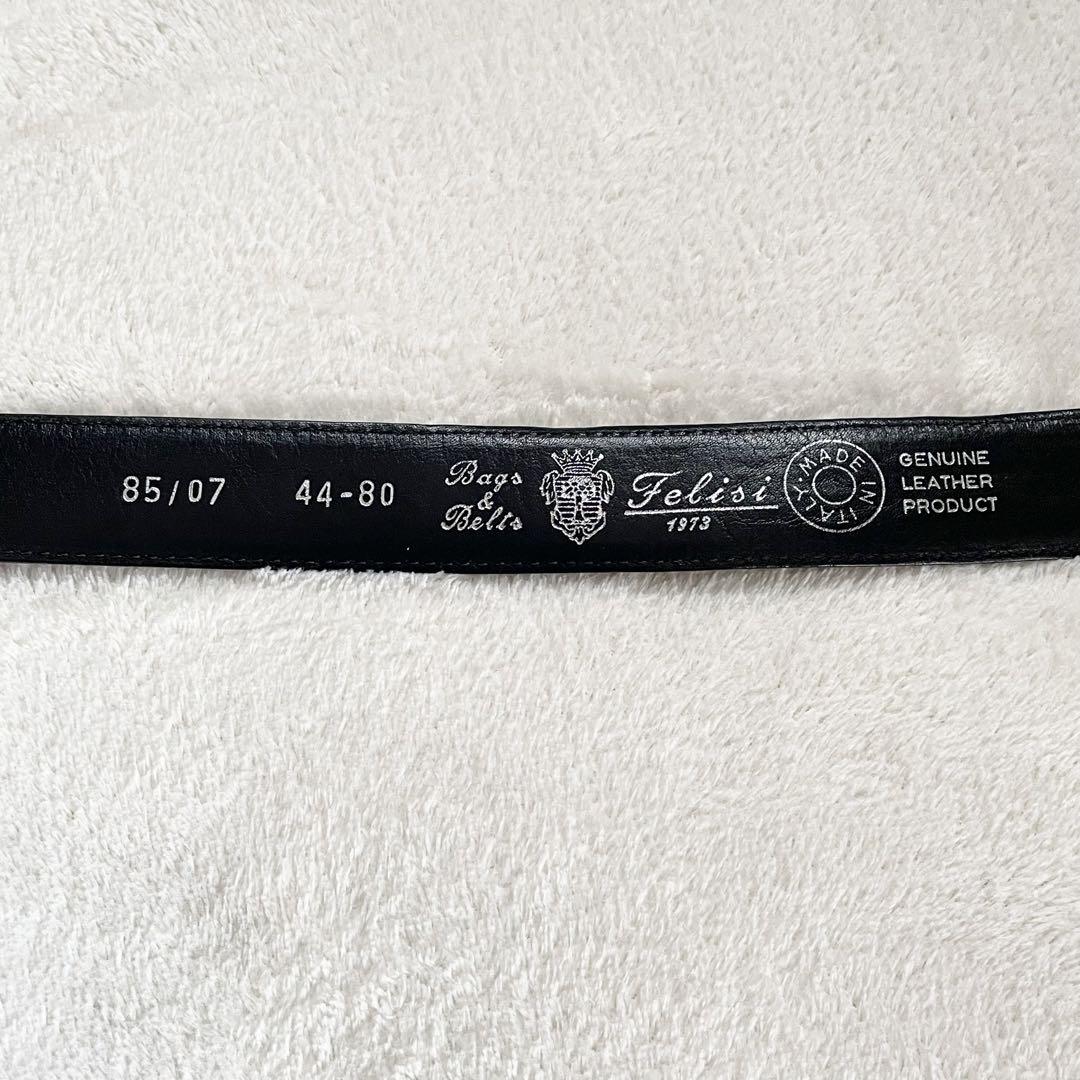 85/07
44-80
Bags
&
Belts
Felisi
1973
MADE IN ITALY
GENUINE
LEATHER
PRODUCT